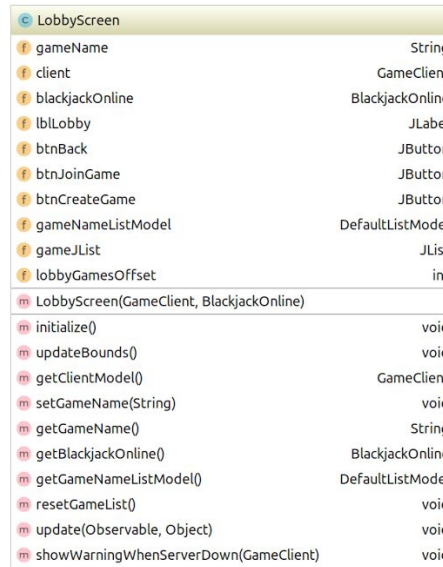 C LobbyScreen
f gameName String
f client GameClien
f blackjackOnline BlackjackOnlin
f lblLobby JLabe
f btnBack JButto
f btnJoinGame JButto
f btnCreateGame JButto
f gameNameListModel DefaultListMode
f gameJList JLis
f lobbyGamesOffset in
m LobbyScreen(GameClient, BlackjackOnline)
m initialize() voi
m updateBounds() voi
m getClientModel() GameClien
m setGameName(String) voi
m getGameName() String
m getBlackjackOnline() BlackjackOnlin
m getGameNameListModel() DefaultListMode
m resetGameList() voi
m update(Observable, Object) voi
m showWarningWhenServerDown(GameClient) voi